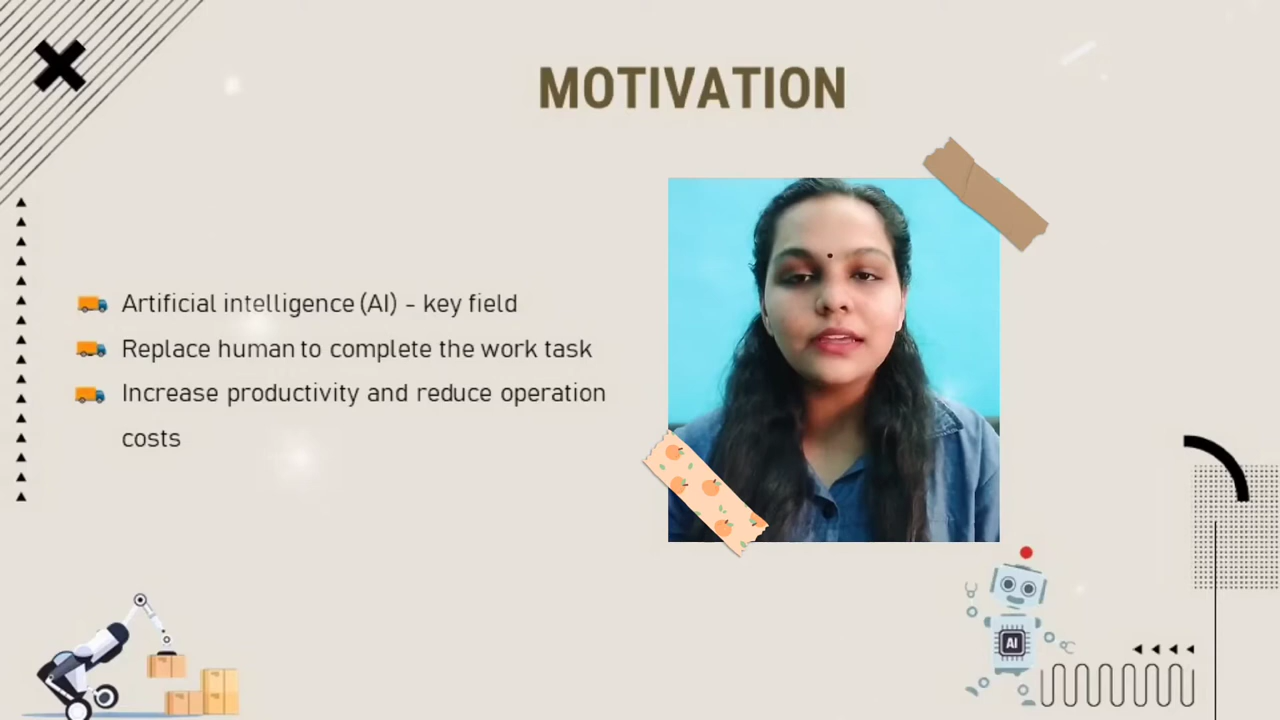 MOTIVATION
Artificial intelligence (AI) - key field
Replace human to complete the work task
Increase productivity and reduce operation
costs
AI